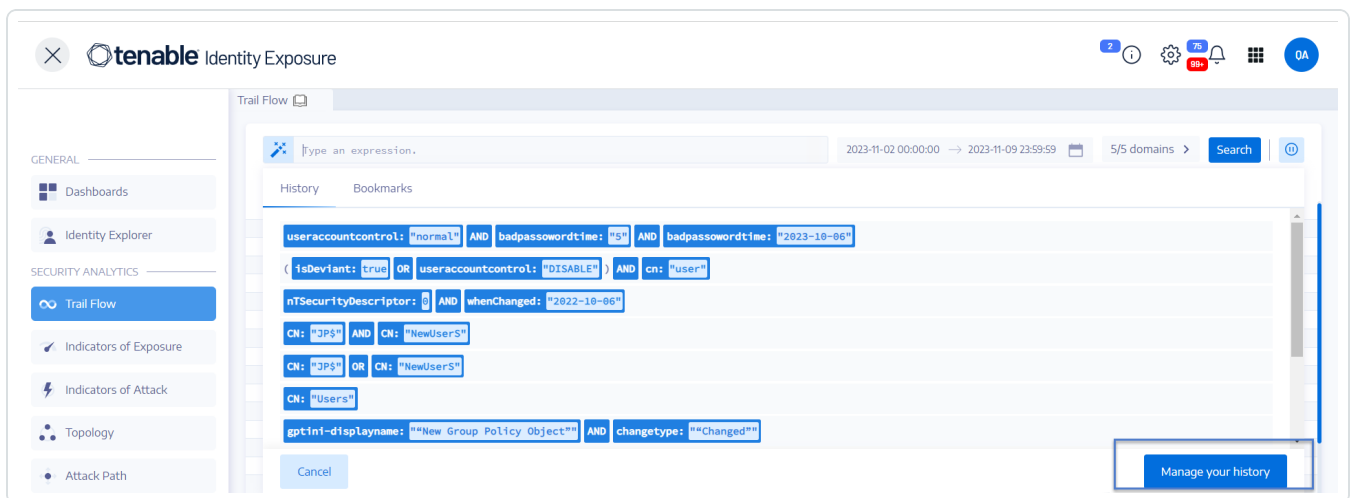 tenable Identity Exposure
2
75
99+
QA
Trail Flow
GENERAL
Dashboards
Identity Explorer
SECURITY ANALYTICS
Trail Flow
Indicators of Exposure
Indicators of Attack
Topology
Attack Path
Type an expression.
2023-11-02 00:00:00 → 2023-11-09 23:59:59
5/5 domains >
Search
History Bookmarks
useraccountcontrol: "normal" AND badpassowordtime: "5" AND badpassowordtime: "2023-10-06"
( isDeviant: true OR useraccountcontrol: "DISABLE" ) AND cn: "user"
nTSecurityDescriptor: 0 AND whenChanged: "2022-10-06"
CN: "JP$" AND CN: "NewUserS"
CN: "JP$" OR CN: "NewUserS"
CN: "Users"
gptini-displayname: "“New Group Policy Object”" AND changetype: "“Changed”"
Cancel
Manage your history